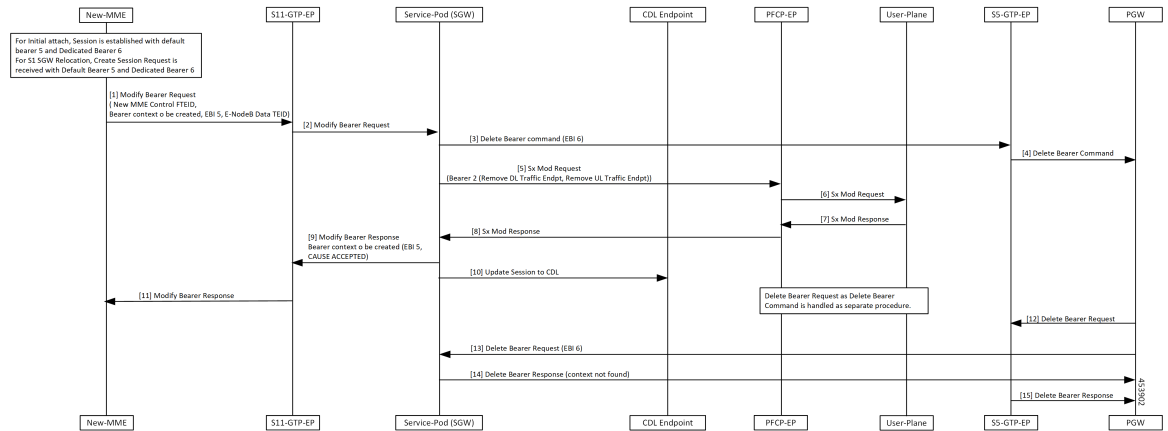 New-MME
S11-GTP-EP
Service-Pod (SGW)
CDL Endpoint
PFCP-EP
User-Plane
S5-GTP-EP
PGW
For Initial attach, Session is established with default
bearer 5 and Dedicated Bearer 6
For S1 SGW Relocation, Create Session Request is
received with Default Bearer 5 and Dedicated Bearer 6
[1] Modify Bearer Request
( New MME Control FTEID,
Bearer context o be created, EBI 5, E-NodeB Data TEID)
[2] Modify Bearer Request
[3] Delete Bearer command (EBI 6)
[4] Delete Bearer Command
[5] Sx Mod Request
(Bearer 2 (Remove DL Traffic Endpt, Remove UL Traffic Endpt))
[6] Sx Mod Request
[7] Sx Mod Response
[8] Sx Mod Response
[9] Modify Bearer Response
Bearer context o be created (EBI 5,
CAUSE ACCEPTED)
[10] Update Session to CDL
[11] Modify Bearer Response
Delete Bearer Request as Delete Bearer
Command is handled as separate procedure.
[12] Delete Bearer Request
[13] Delete Bearer Request (EBI 6)
[14] Delete Bearer Response (context not found)
[15] Delete Bearer Response
453902
New-MME
S11-GTP-EP
Service-Pod (SGW)
CDL Endpoint
PFCP-EP
User-Plane
S5-GTP-EP
PGW